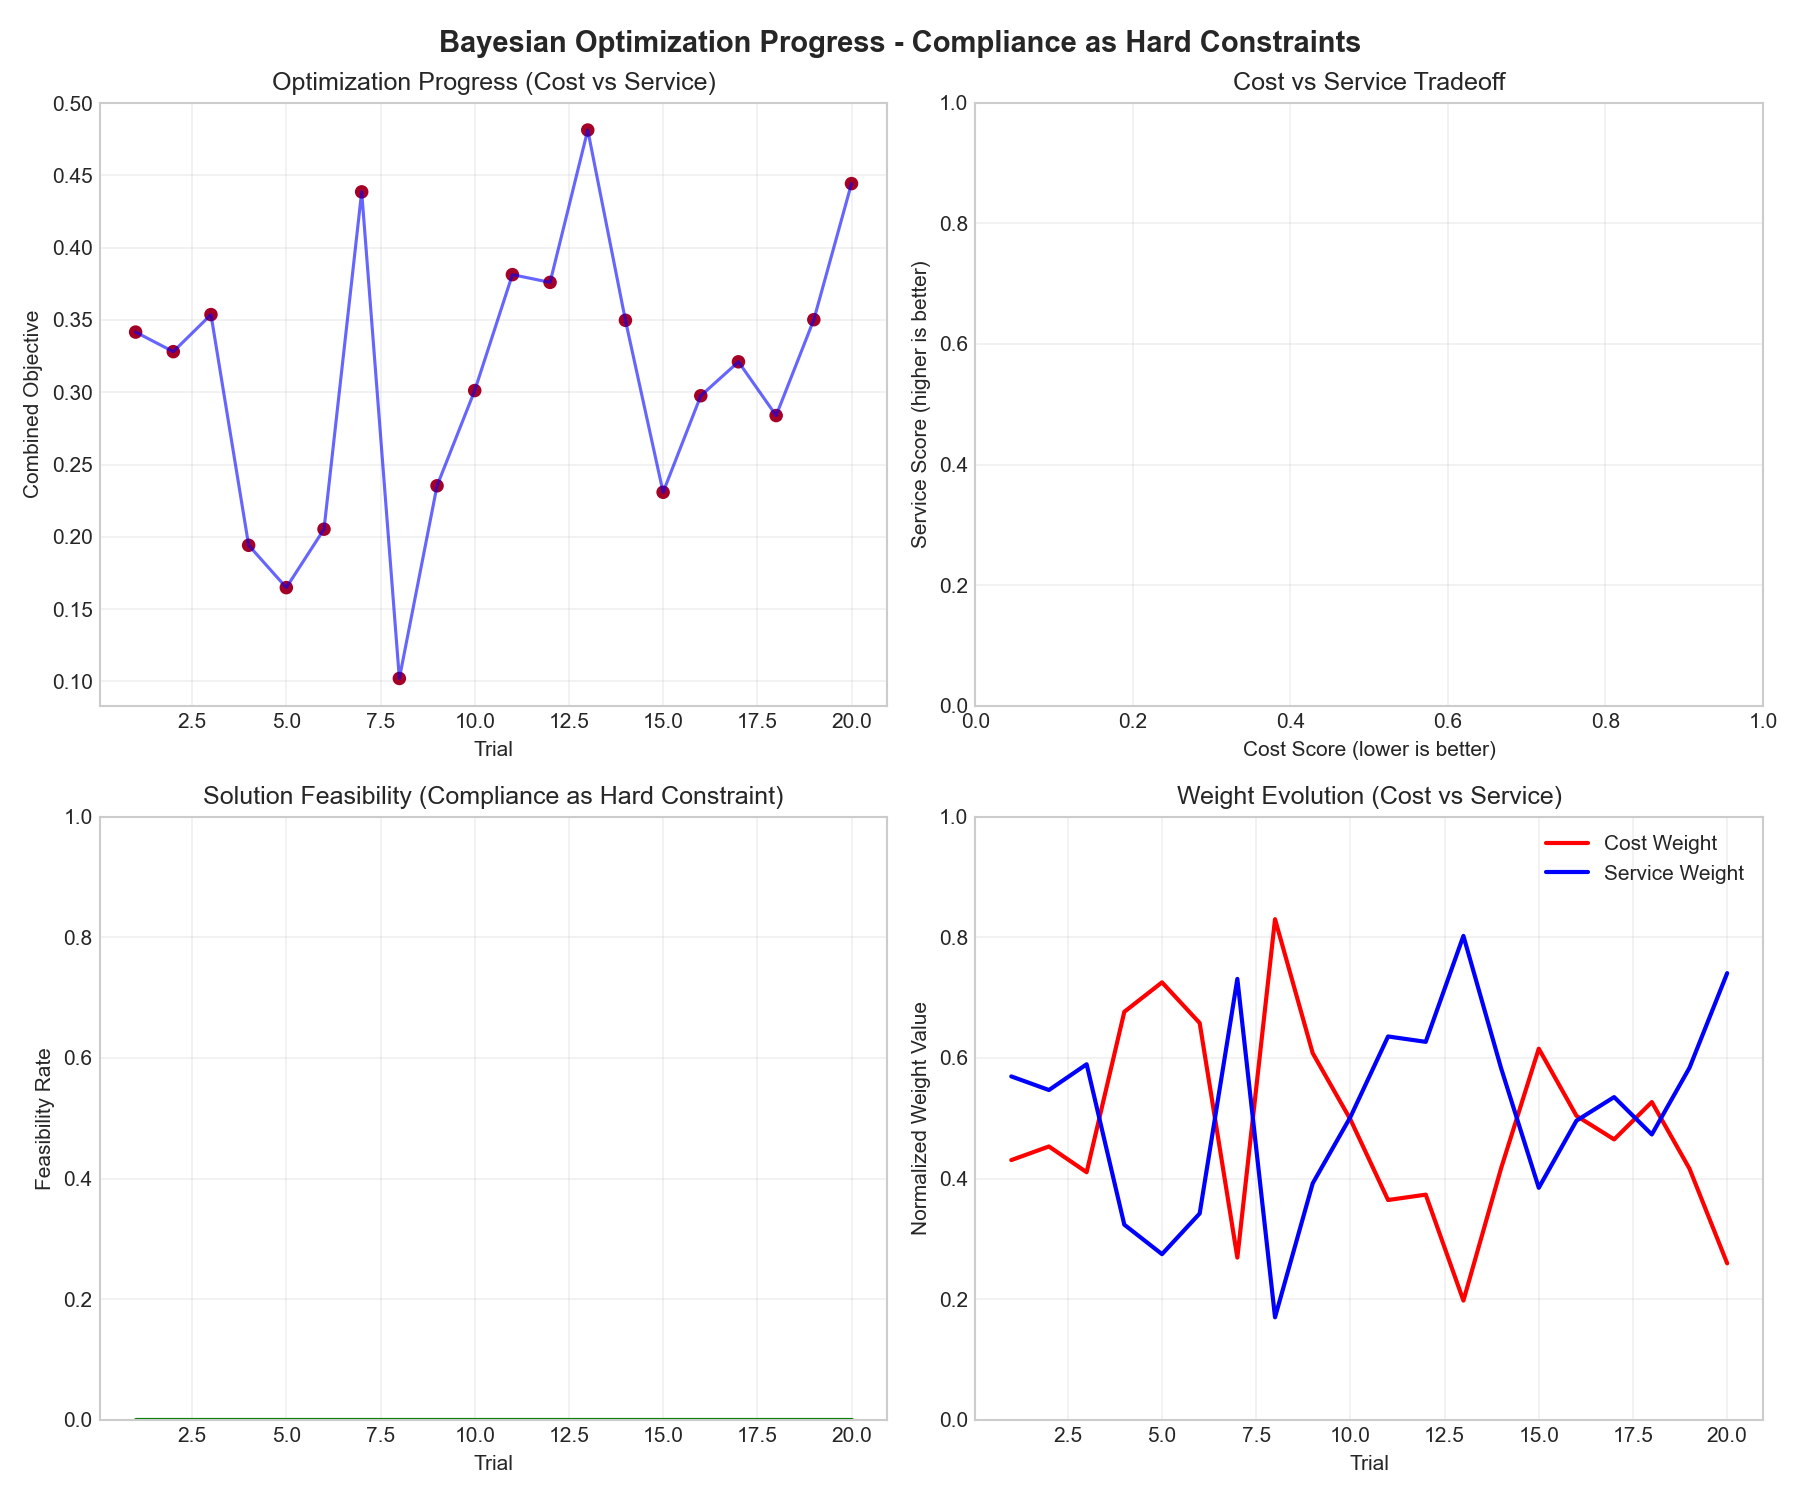 Bayesian Optimization Progress - Compliance as Hard Constraints
Optimization Progress (Cost vs Service)
0.50
0.45
0.40
0.35
0.30
0.25
0.20
0.15
0.10
Combined Objective
2.5 5.0 7.5 10.0 12.5 15.0 17.5 20.0
Trial
Cost vs Service Tradeoff
1.0
0.8
0.6
0.4
0.2
0.0
Service Score (higher is better)
0.0 0.2 0.4 0.6 0.8 1.0
Cost Score (lower is better)
Solution Feasibility (Compliance as Hard Constraint)
1.0
0.8
0.6
0.4
0.2
0.0
Feasibility Rate
2.5 5.0 7.5 10.0 12.5 15.0 17.5 20.0
Trial
Weight Evolution (Cost vs Service)
1.0
0.8
0.6
0.4
0.2
0.0
Normalized Weight Value
Cost Weight
Service Weight
2.5 5.0 7.5 10.0 12.5 15.0 17.5 20.0
Trial